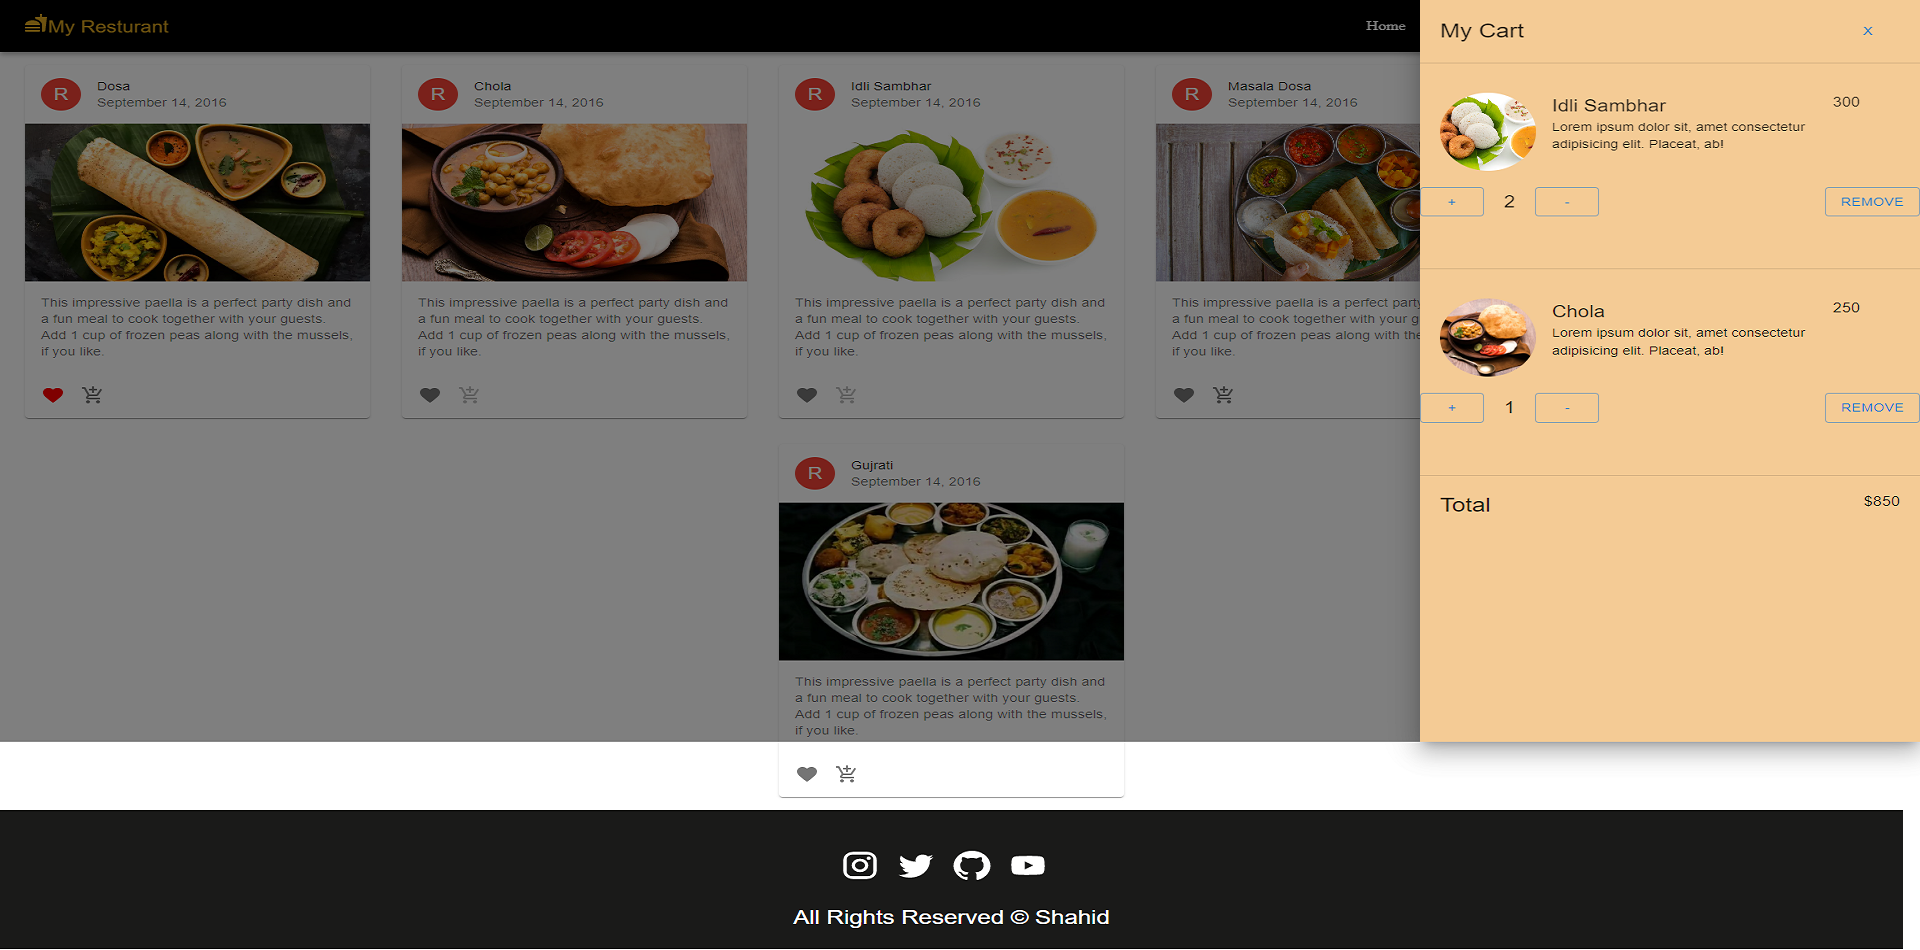 My Resturant
Home
R
Dosa
September 14, 2016
This impressive paella is a perfect party dish and
a fun meal to cook together with your guests.
Add 1 cup of frozen peas along with the mussels,
if you like.
R
Chola
September 14, 2016
This impressive paella is a perfect party dish and
a fun meal to cook together with your guests.
Add 1 cup of frozen peas along with the mussels,
if you like.
R
Idli Sambhar
September 14, 2016
This impressive paella is a perfect party dish and
a fun meal to cook together with your guests.
Add 1 cup of frozen peas along with the mussels,
if you like.
R
Masala Dosa
September 14, 2016
This impressive paella is a perfect party
a fun meal to cook together with your g
Add 1 cup of frozen peas along with the
if you like.
R
Gujrati
September 14, 2016
This impressive paella is a perfect party dish and
a fun meal to cook together with your guests.
Add 1 cup of frozen peas along with the mussels,
if you like.
My Cart
X
Idli Sambhar
300
Lorem ipsum dolor sit, amet consectetur
adipisicing elit. Placeat, ab!
+ 2 -
REMOVE
Chola
250
Lorem ipsum dolor sit, amet consectetur
adipisicing elit. Placeat, ab!
+ 1 -
REMOVE
Total
$850
All Rights Reserved © Shahid